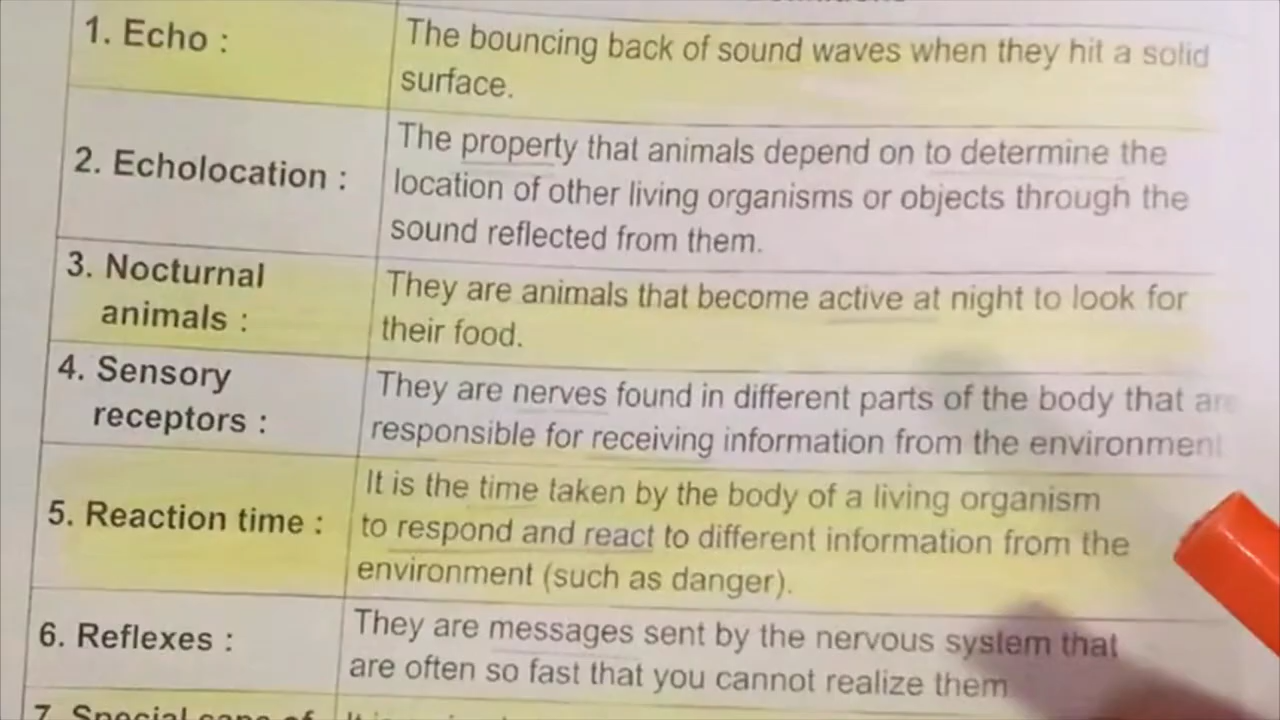 1. Echo :
The bouncing back of sound waves when they hit a solid
surface.
2. Echolocation :
The property that animals depend on to determine the
location of other living organisms or objects through the
sound reflected from them.
3. Nocturnal
animals :
They are animals that become active at night to look for
their food.
4. Sensory
receptors :
They are nerves found in different parts of the body that are
responsible for receiving information from the environment
5. Reaction time :
It is the time taken by the body of a living organism
to respond and react to different information from the
environment (such as danger).
6. Reflexes :
They are messages sent by the nervous system that
are often so fast that you cannot realize them
7. Special